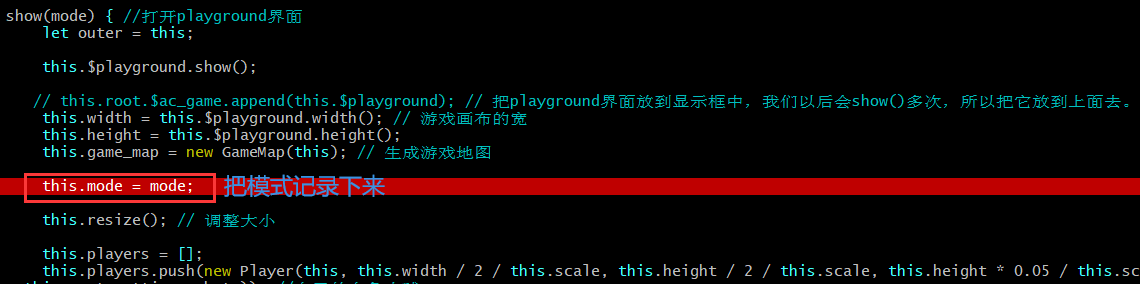 show(mode) { //打开playground界面
let outer = this;
this.$playground.show();
// this.root.$ac_game.append(this.$playground); // 把playground界面放到显示框中，我们以后会show()多次，所以把它放到上面去。
this.width = this.$playground.width(); // 游戏画布的宽
this.height = this.$playground.height();
this.game_map = new GameMap(this); // 生成游戏地图
this.mode = mode; 把模式记录下来
this.resize(); // 调整大小
this.players = [];
this.players.push(new Player(this, this.width / 2 / this.scale, this.height / 2 / this.scale, this.height * 0.05 / this.sc